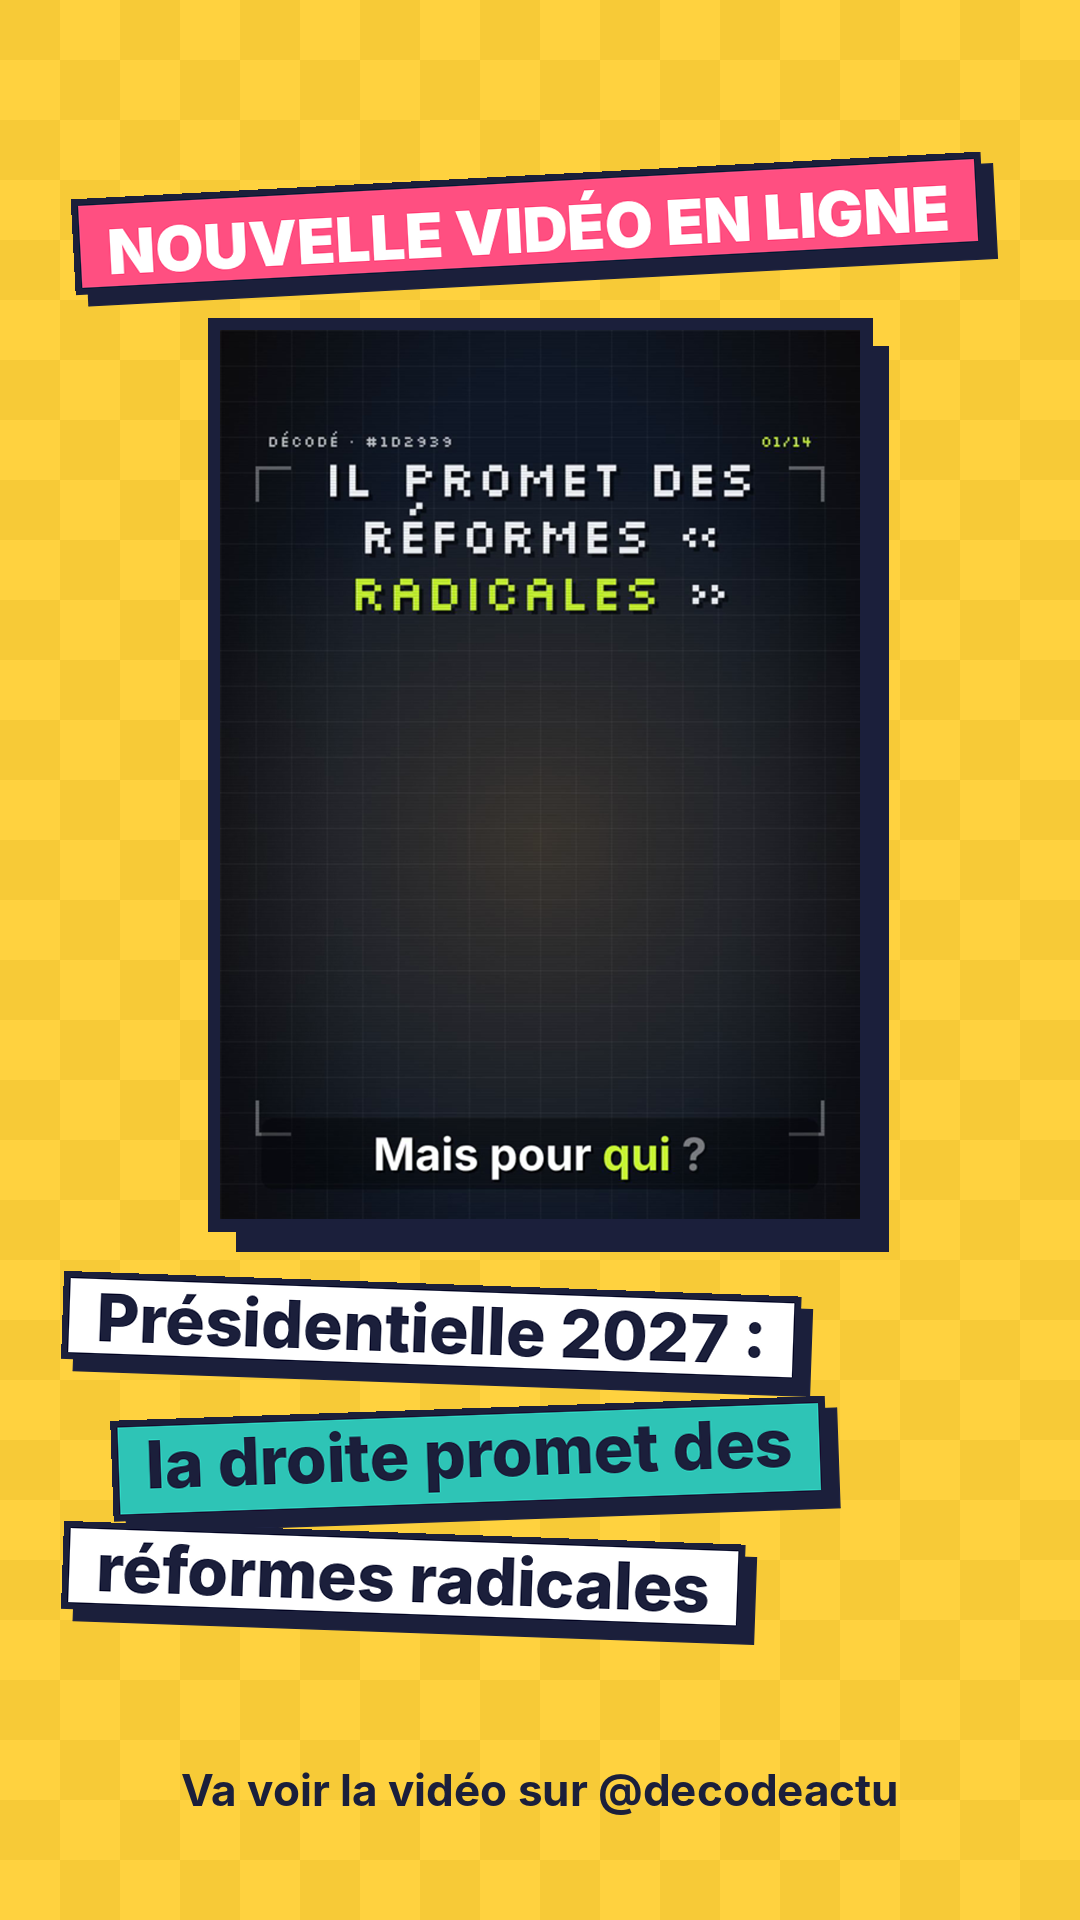 NOUVELLE VIDÉO EN LIGNE
DÉCODÉ · #1D2939
01/14
IL PROMET DES
RÉFORMES «
RADICALES »
Mais pour qui ?
Présidentielle 2027 :
la droite promet des
réformes radicales
Va voir la vidéo sur @decodeactu